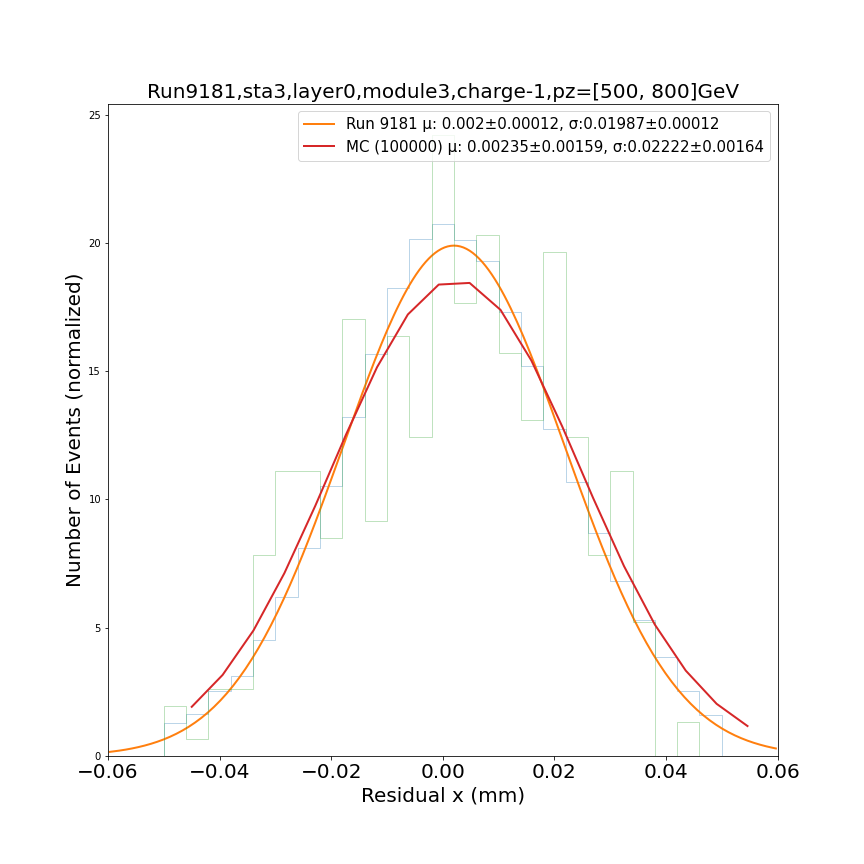 Run9181,sta3,layer0,module3,charge-1,pz=[500, 800]GeV
Run 9181 μ: 0.002±0.00012, σ:0.01987±0.00012
MC (100000) μ: 0.00235±0.00159, σ:0.02222±0.00164
25
20
15
10
5
0
Number of Events (normalized)
−0.06 −0.04 −0.02 0.00 0.02 0.04 0.06
Residual x (mm)